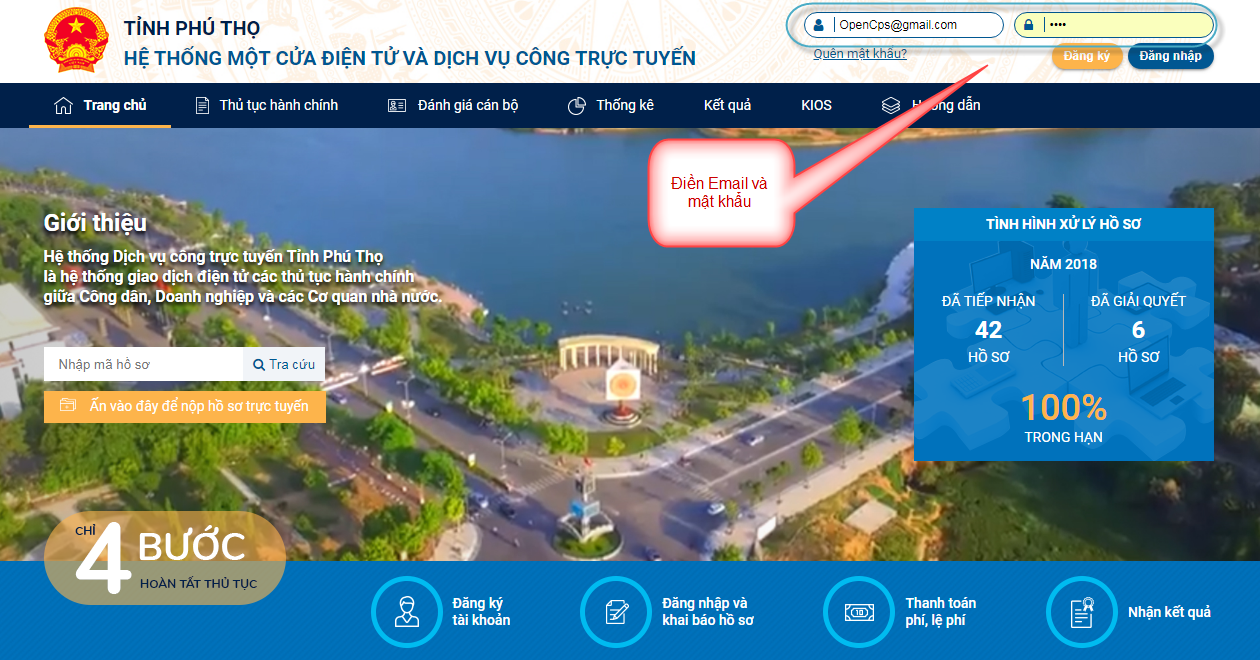 TỈNH PHÚ THỌ
HỆ THỐNG MỘT CỬA ĐIỆN TỬ VÀ DỊCH VỤ CÔNG TRỰC TUYẾN
OpenCps@gmail.com
••••
Quên mật khẩu?
Đăng ký
Đăng nhập
Trang chủ
Thủ tục hành chính
Đánh giá cán bộ
Thống kê
Kết quả
KIOS
Hướng dẫn
Điền Email và
mật khẩu
Giới thiệu
Hệ thống Dịch vụ công trực tuyến Tỉnh Phú Thọ
là hệ thống giao dịch điện tử các thủ tục hành chính
giữa Công dân, Doanh nghiệp và các Cơ quan nhà nước.
Nhập mã hồ sơ
Tra cứu
Ấn vào đây để nộp hồ sơ trực tuyến
TÌNH HÌNH XỬ LÝ HỒ SƠ
NĂM 2018
ĐÃ TIẾP NHẬN
42
HỒ SƠ
ĐÃ GIẢI QUYẾT
6
HỒ SƠ
100%
TRONG HẠN
CHỈ
4 BƯỚC
HOÀN TẤT THỦ TỤC
Đăng ký
tài khoản
Đăng nhập và
khai báo hồ sơ
Thanh toán
phí, lệ phí
Nhận kết quả